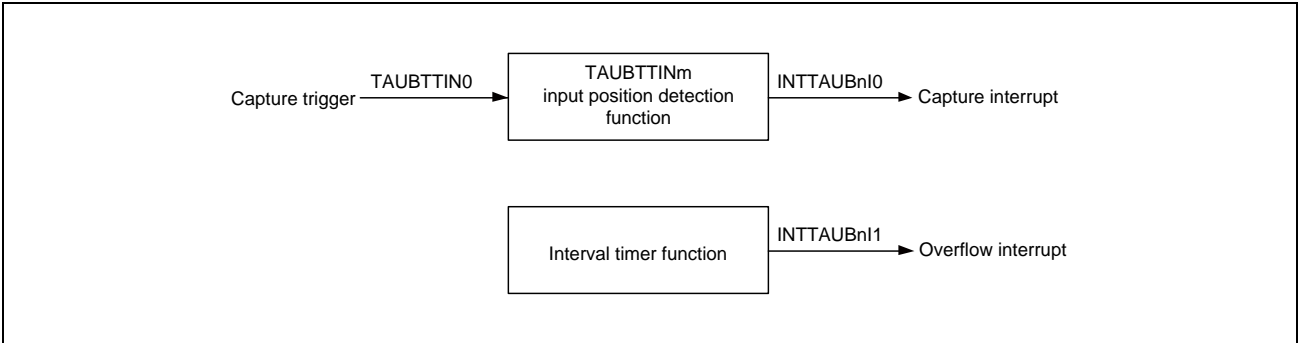 Capture trigger
TAUBTTIN0
TAUBTTINm
input position detection
function
INTTAUBnI0
Capture interrupt
Interval timer function
INTTAUBnI1
Overflow interrupt